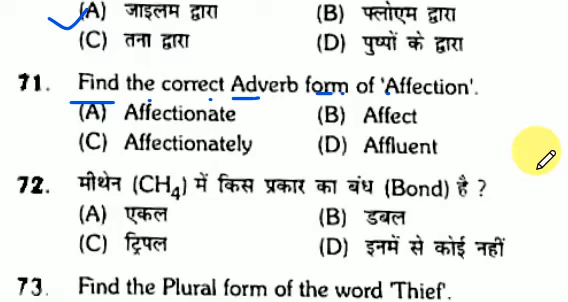 (A) जाइलम द्वारा (B) फ्लोएम द्वारा
(C) तना द्वारा (D) पुष्पों के द्वारा
71. Find the correct Adverb form of 'Affection'.
(A) Affectionate (B) Affect
(C) Affectionately (D) Affluent
72. मीथेन (CH₄) में किस प्रकार का बंध (Bond) है ?
(A) एकल (B) डबल
(C) ट्रिपल (D) इनमें से कोई नहीं
73. Find the Plural form of the word 'Thief'.